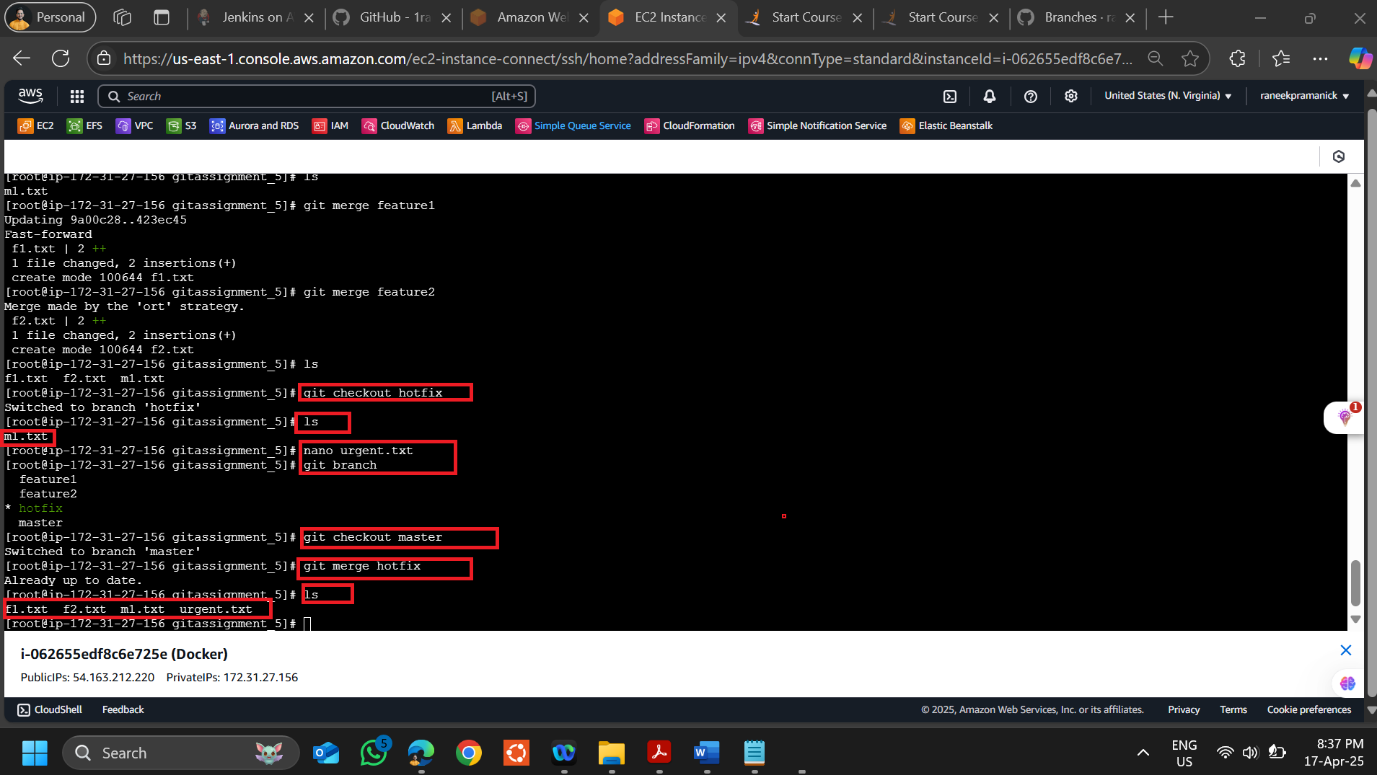 Personal
Jenkins on A
GitHub - 1ra
Amazon We
EC2 Instance
Start Course
Start Course
Branches · ra
https://us-east-1.console.aws.amazon.com/ec2-instance-connect/ssh/home?addressFamily=ipv4&connType=standard&instanceId=i-062655edf8c6e7...
aws
Search [Alt+S]
United States (N. Virginia)
raneekpramanick
EC2 EFS VPC S3 Aurora and RDS IAM CloudWatch Lambda Simple Queue Service CloudFormation Simple Notification Service Elastic Beanstalk
[root@ip-172-31-27-156 gitassignment_5]# ls
m1.txt
[root@ip-172-31-27-156 gitassignment_5]# git merge feature1
Updating 9a00c28..423ec45
Fast-forward
f1.txt | 2 ++
1 file changed, 2 insertions(+)
create mode 100644 f1.txt
[root@ip-172-31-27-156 gitassignment_5]# git merge feature2
Merge made by the 'ort' strategy.
f2.txt | 2 ++
1 file changed, 2 insertions(+)
create mode 100644 f2.txt
[root@ip-172-31-27-156 gitassignment_5]# ls
f1.txt f2.txt m1.txt
[root@ip-172-31-27-156 gitassignment_5]# git checkout hotfix
Switched to branch 'hotfix'
[root@ip-172-31-27-156 gitassignment_5]# ls
m1.txt
[root@ip-172-31-27-156 gitassignment_5]# nano urgent.txt
[root@ip-172-31-27-156 gitassignment_5]# git branch
feature1
feature2
* hotfix
master
[root@ip-172-31-27-156 gitassignment_5]# git checkout master
Switched to branch 'master'
[root@ip-172-31-27-156 gitassignment_5]# git merge hotfix
Already up to date.
[root@ip-172-31-27-156 gitassignment_5]# ls
f1.txt f2.txt m1.txt urgent.txt
[root@ip-172-31-27-156 gitassignment_5]#
1
i-062655edf8c6e725e (Docker)
PublicIPs: 54.163.212.220 PrivateIPs: 172.31.27.156
CloudShell Feedback © 2025, Amazon Web Services, Inc. or its affiliates. Privacy Terms Cookie preferences
Search
5
ENG
US
8:37 PM
17-Apr-25